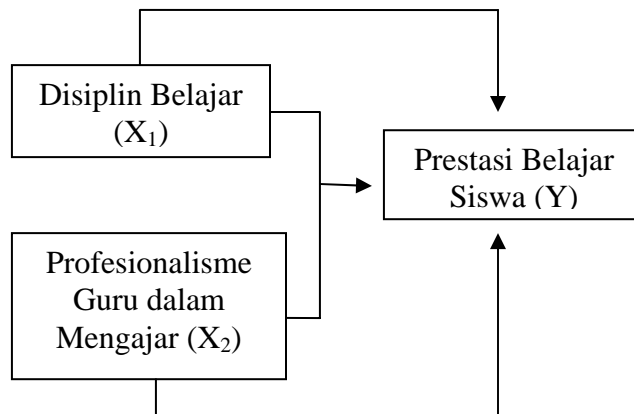 Disiplin Belajar
(X₁)
Prestasi Belajar
Siswa (Y)
Profesionalisme
Guru dalam
Mengajar (X₂)